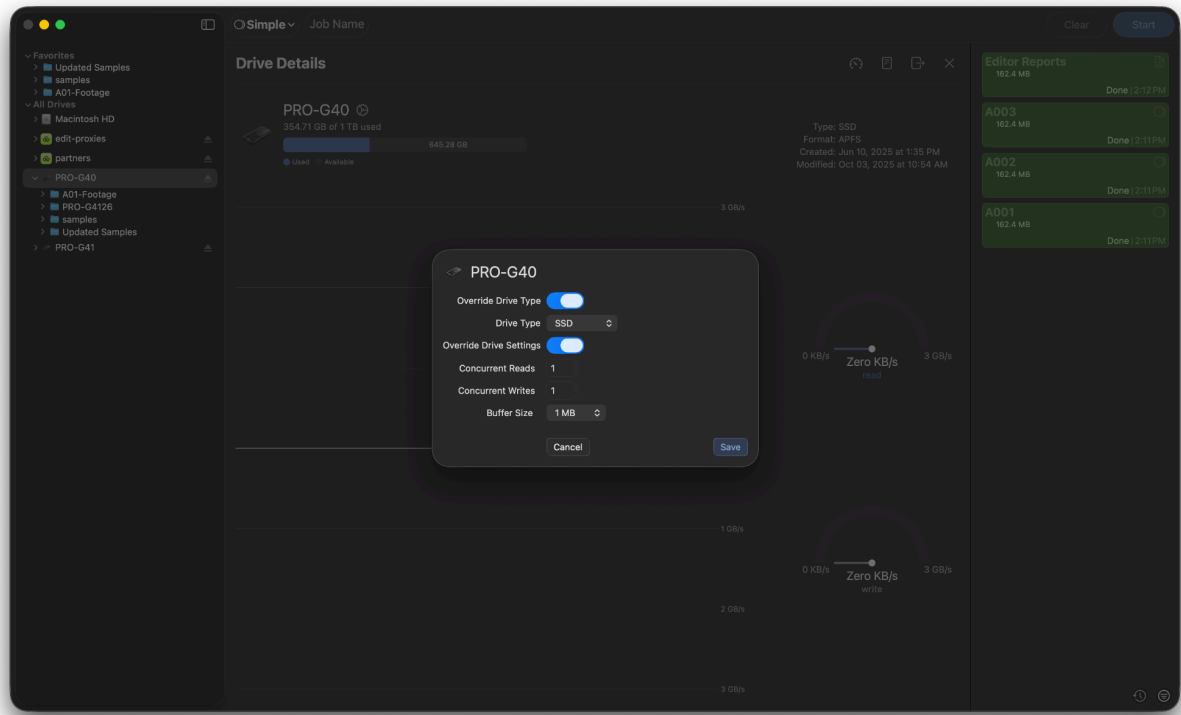 Simple
Job Name
Clear
Start
Favorites
Updated Samples
samples
A01-Footage
All Drives
Macintosh HD
edit-proxies
partners
PRO-G40
A01-Footage
PRO-G4126
samples
Updated Samples
PRO-G41
Drive Details
PRO-G40
354.71 GB of 1 TB used
645.28 GB
Used Available
Type: SSD
Format: APFS
Created: Jun 10, 2025 at 1:35 PM
Modified: Oct 03, 2025 at 10:54 AM
3 GB/s
1 GB/s
2 GB/s
3 GB/s
PRO-G40
Override Drive Type
Drive Type SSD
Override Drive Settings
Concurrent Reads 1
Concurrent Writes 1
Buffer Size 1 MB
Cancel
Save
0 KB/s
Zero KB/s
3 GB/s
read
0 KB/s
Zero KB/s
3 GB/s
write
Editor Reports
162.4 MB
Done | 2:12 PM
A003
162.4 MB
Done | 2:11 PM
A002
162.4 MB
Done | 2:11 PM
A001
162.4 MB
Done | 2:11 PM